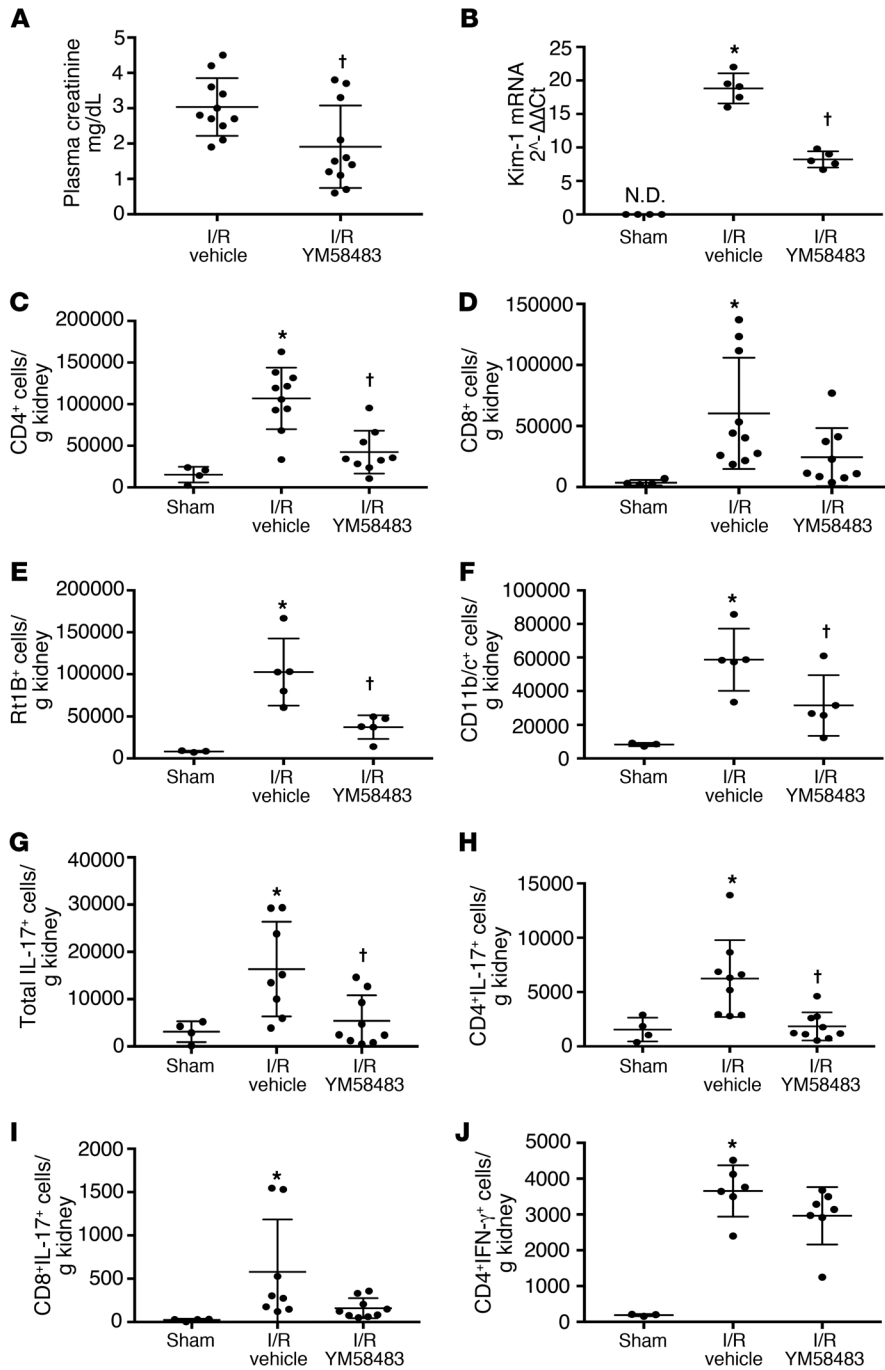 A
Plasma creatinine
mg/dL
5
4
3
2
1
0
†
I/R
vehicle
I/R
YM58483
B
Kim-1 mRNA
2^-ΔΔCt
25
20
15
10
5
0
N.D.
*
†
Sham
I/R
vehicle
I/R
YM58483
C
CD4+ cells/
g kidney
200000
150000
100000
50000
0
*
†
Sham
I/R
vehicle
I/R
YM58483
D
CD8+ cells/
g kidney
150000
100000
50000
0
*
Sham
I/R
vehicle
I/R
YM58483
E
Rt1B+ cells/
g kidney
200000
150000
100000
50000
0
*
†
Sham
I/R
vehicle
I/R
YM58483
F
CD11b/c+ cells/
g kidney
100000
80000
60000
40000
20000
0
*
†
Sham
I/R
vehicle
I/R
YM58483
G
Total IL-17+ cells/
g kidney
40000
30000
20000
10000
0
*
†
Sham
I/R
vehicle
I/R
YM58483
H
CD4+IL-17+ cells/
g kidney
15000
10000
5000
0
*
†
Sham
I/R
vehicle
I/R
YM58483
I
CD8+IL-17+ cells/
g kidney
2000
1500
1000
500
0
*
Sham
I/R
vehicle
I/R
YM58483
J
CD4+IFN-γ+ cells/
g kidney
5000
4000
3000
2000
1000
0
*
Sham
I/R
vehicle
I/R
YM58483